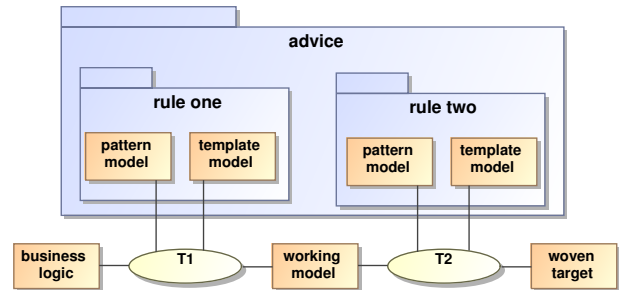 advice
rule one
pattern
model
template
model
rule two
pattern
model
template
model
business
logic
T1
working
model
T2
woven
target